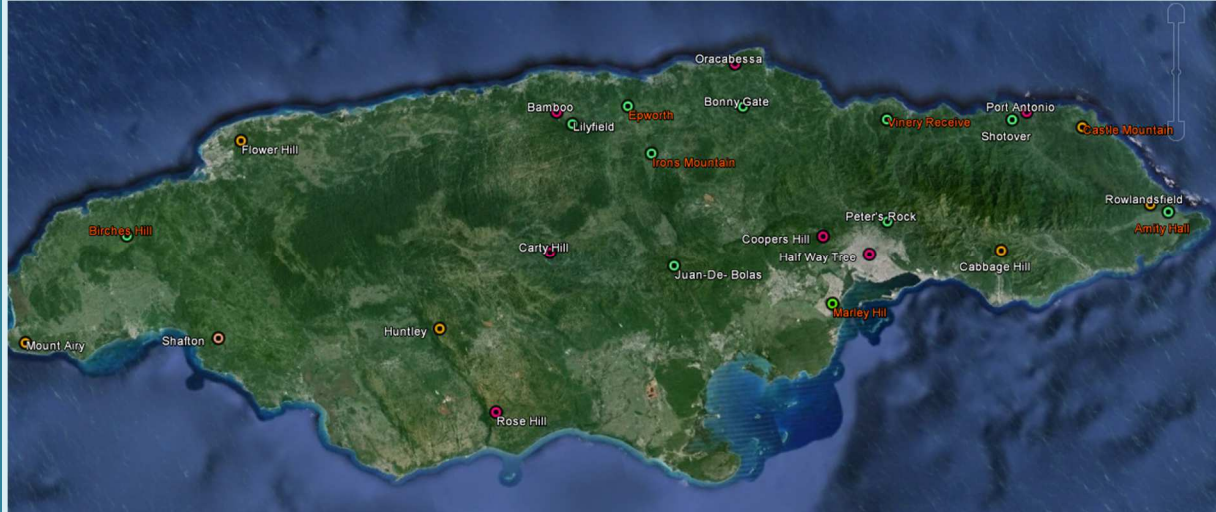 Oracabessa
Bamboo
Bonny Gate
Port Antonio
Epworth
Lilyfield
Vinery Receive
Castle Mountain
Shotover
Flower Hill
Irons Mountain
Rowlandsfield
Peter's Rock
Birches Hill
Amity Hall
Coopers Hill
Carty Hill
Half Way Tree
Cabbage Hill
Juan-De- Bolas
Marley Hil
Huntley
Shafton
Mount Airy
Rose Hill